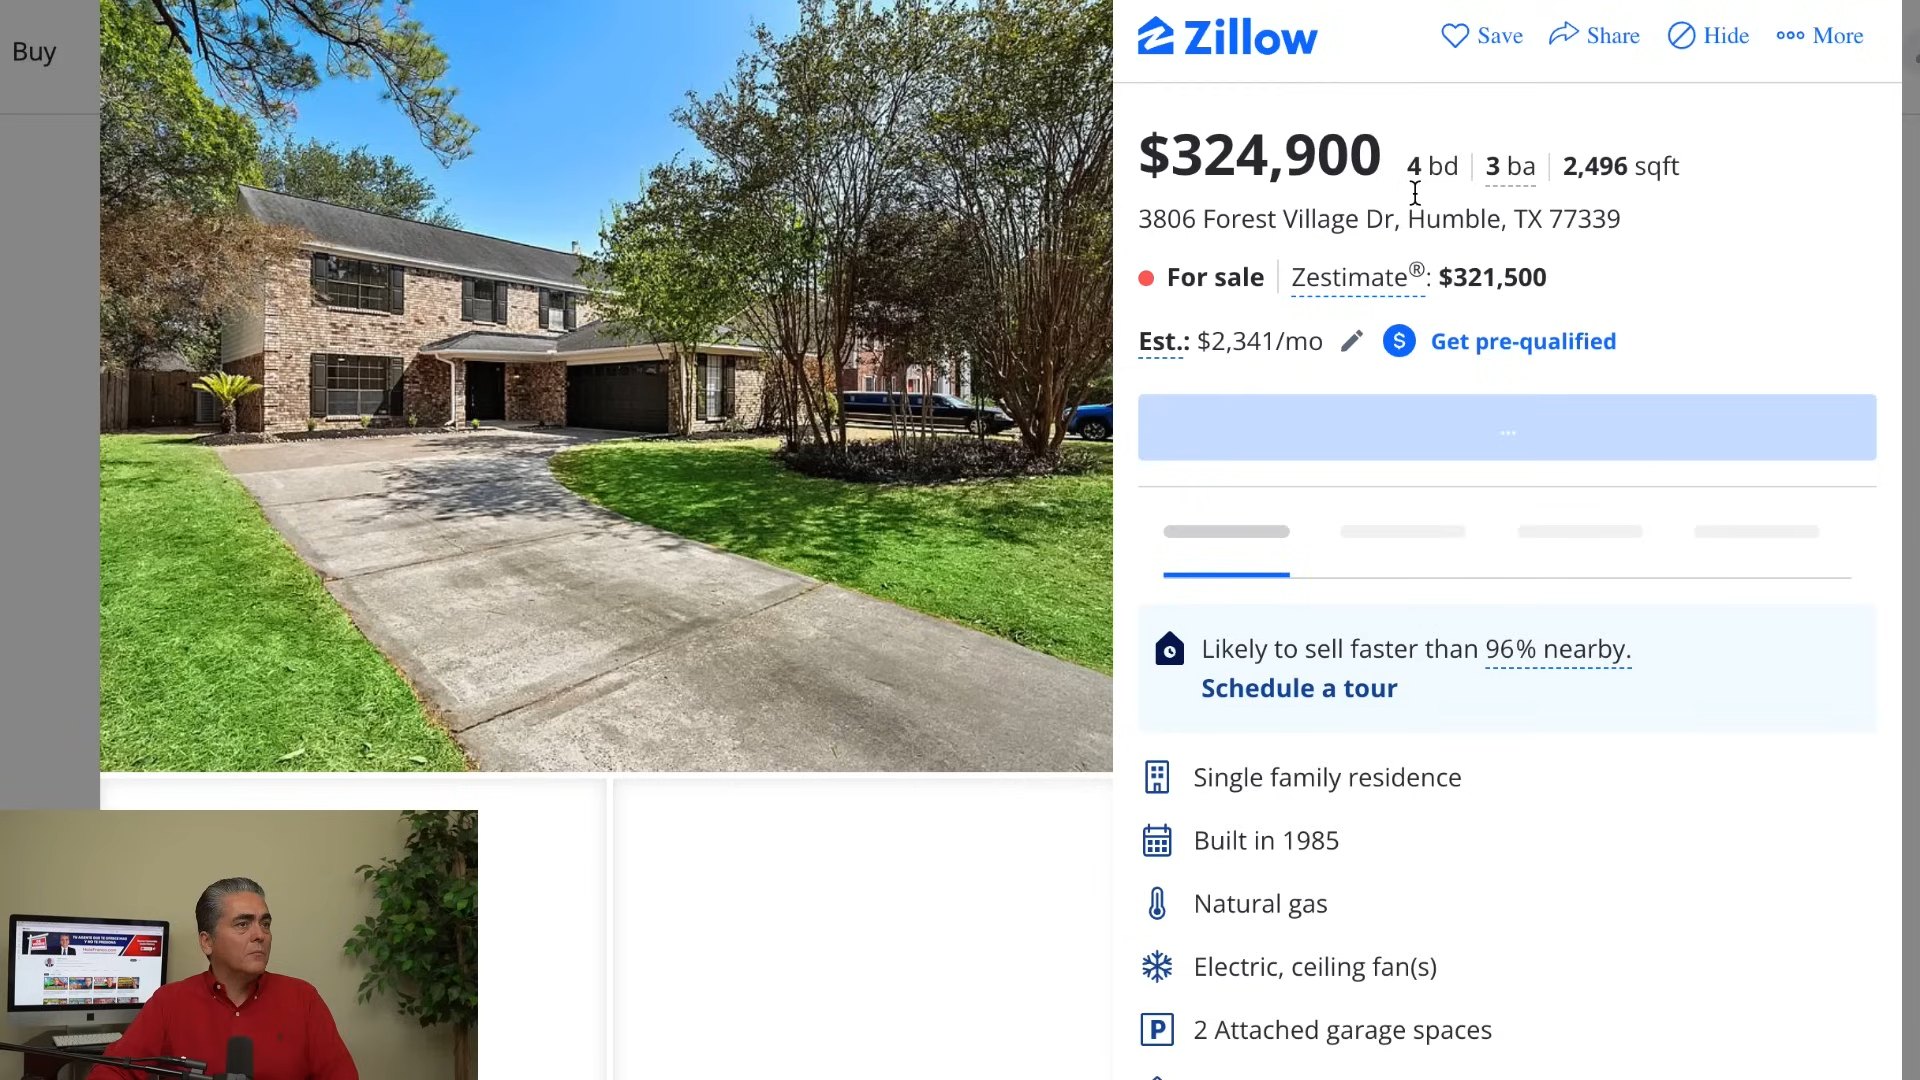 Buy
Zillow
Save
Share
Hide
More
$324,900 4 bd 3 ba 2,496 sqft
3806 Forest Village Dr, Humble, TX 77339
For sale Zestimate®: $321,500
Est.: $2,341/mo $ Get pre-qualified
...
Likely to sell faster than 96% nearby.
Schedule a tour
Single family residence
Built in 1985
Natural gas
Electric, ceiling fan(s)
P 2 Attached garage spaces